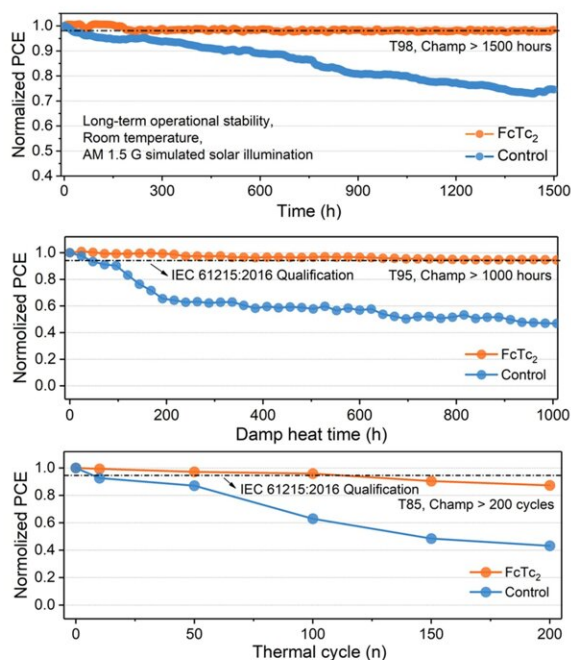 Normalized PCE
1.0
0.9
0.8
0.7
0.6
0.5
0.4
T98, Champ > 1500 hours
Long-term operational stability,
Room temperature,
AM 1.5 G simulated solar illumination
FcTc₂
Control
0 300 600 900 1200 1500
Time (h)
Normalized PCE
1.0
0.8
0.6
0.4
0.2
0.0
IEC 61215:2016 Qualification
T95, Champ > 1000 hours
FcTc₂
Control
0 200 400 600 800 1000
Damp heat time (h)
Normalized PCE
1.0
0.8
0.6
0.4
0.2
0.0
IEC 61215:2016 Qualification
T85, Champ > 200 cycles
FcTc₂
Control
0 50 100 150 200
Thermal cycle (n)